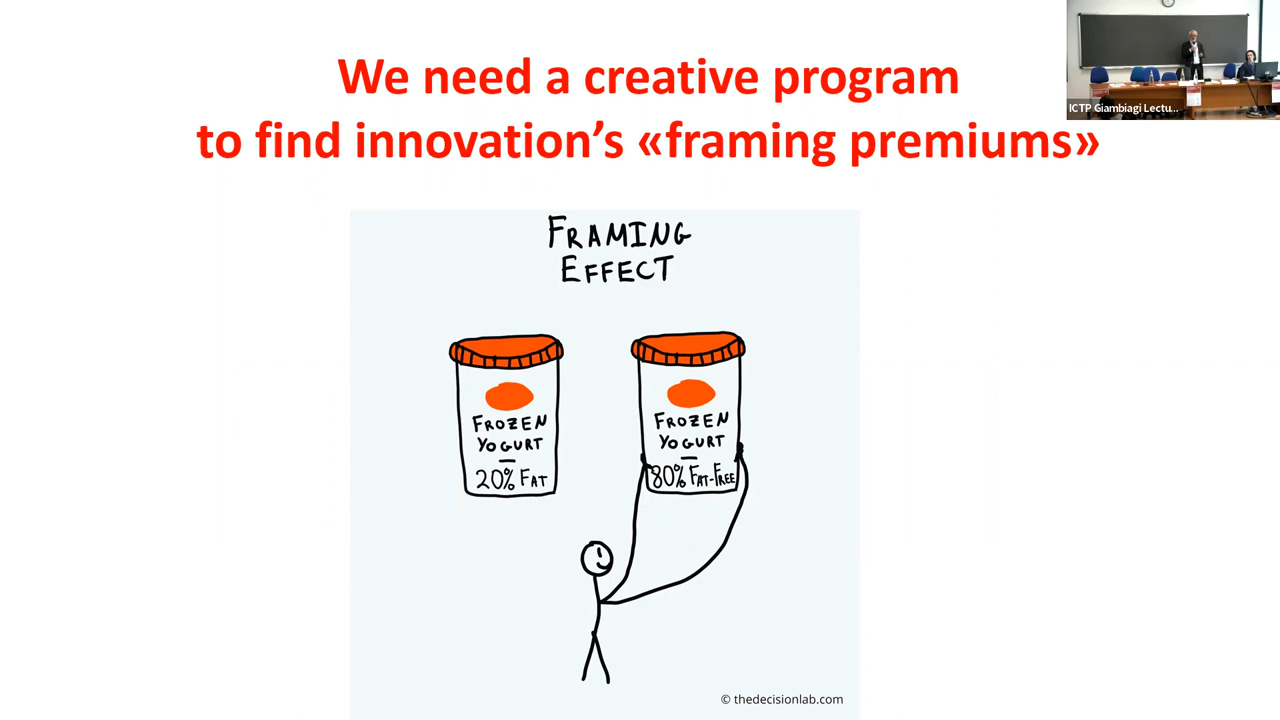 We need a creative program
to find innovation’s «framing premiums»
ICTP Giambiagi Lectu...
FRAMING
EFFECT
FROZEN
YOGURT
20% FAT
FROZEN
YOGURT
80% FAT-FREE
© thedecisionlab.com